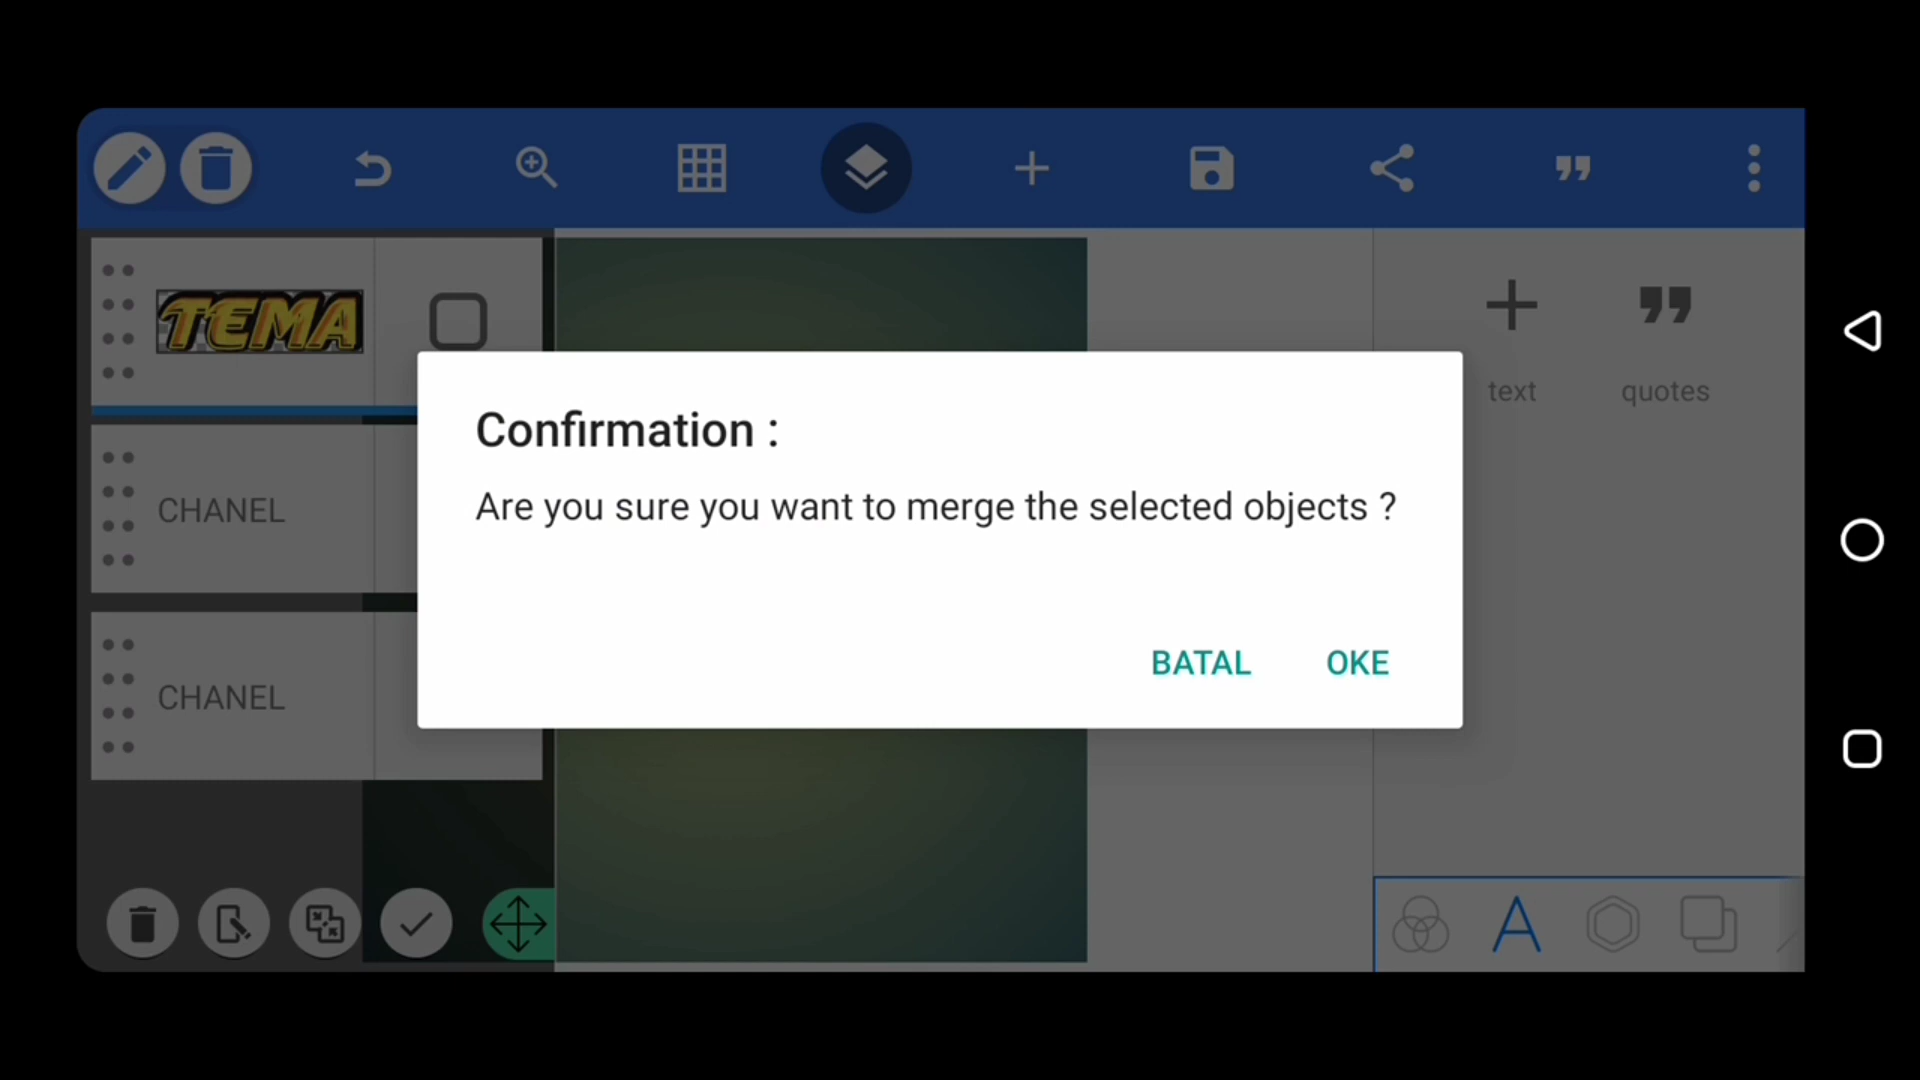 TEMA
CHANEL
CHANEL
Confirmation :
Are you sure you want to merge the selected objects ?
BATAL OKE
text quotes